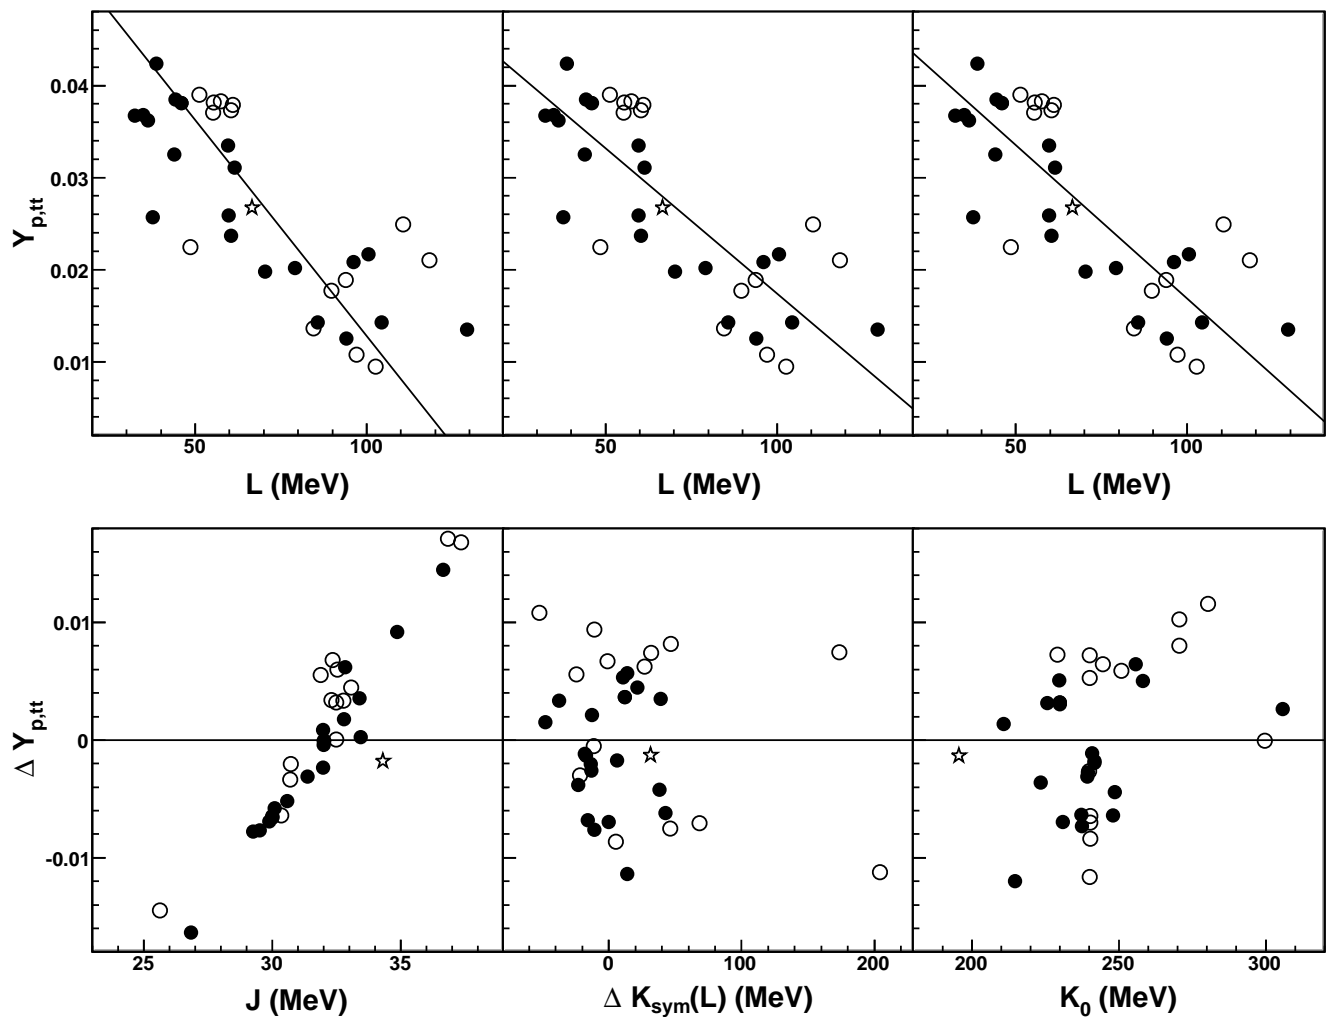 0.04
0.03
0.02
0.01
Y_p,tt
50 100
50 100
50 100
L (MeV)
L (MeV)
L (MeV)
0.01
0
-0.01
Δ Y_p,tt
25 30 35
0 100 200
200 250 300
J (MeV)
Δ K_sym(L) (MeV)
K_0 (MeV)